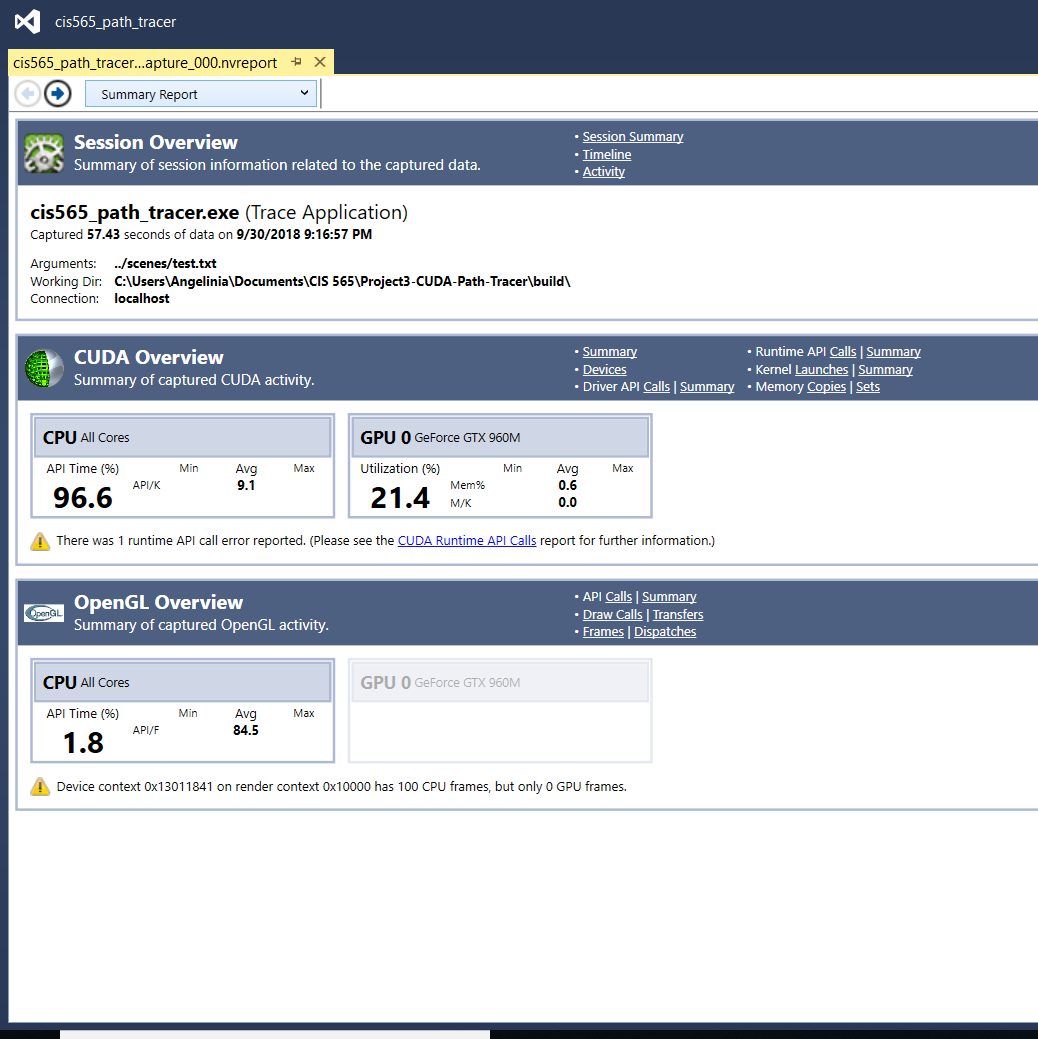 cis565_path_tracer
cis565_path_tracer...apture_000.nvreport
Summary Report
Session Overview
Summary of session information related to the captured data.
• Session Summary
• Timeline
• Activity
cis565_path_tracer.exe (Trace Application)
Captured 57.43 seconds of data on 9/30/2018 9:16:57 PM
Arguments: ../scenes/test.txt
Working Dir: C:\Users\Angelinia\Documents\CIS 565\Project3-CUDA-Path-Tracer\build\
Connection: localhost
CUDA Overview
Summary of captured CUDA activity.
• Summary
• Devices
• Driver API Calls | Summary
• Runtime API Calls | Summary
• Kernel Launches | Summary
• Memory Copies | Sets
CPU All Cores
API Time (%) Min Avg Max
96.6 API/K 9.1
GPU 0 GeForce GTX 960M
Utilization (%) Min Avg Max
21.4 Mem% 0.6
M/K 0.0
There was 1 runtime API call error reported. (Please see the CUDA Runtime API Calls report for further information.)
OpenGL
OpenGL Overview
Summary of captured OpenGL activity.
• API Calls | Summary
• Draw Calls | Transfers
• Frames | Dispatches
CPU All Cores
API Time (%) Min Avg Max
1.8 API/F 84.5
GPU 0 GeForce GTX 960M
Device context 0x13011841 on render context 0x10000 has 100 CPU frames, but only 0 GPU frames.